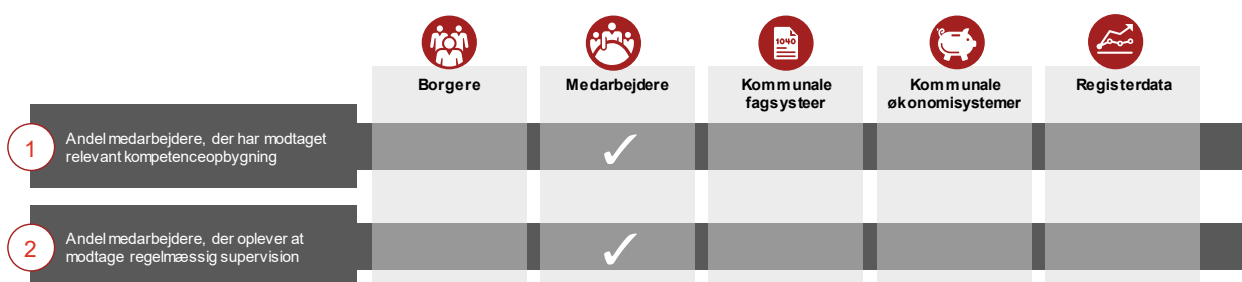 1040
Borgere
Medarbejdere
Kommunale
fagsysteer
Kommunale
økonomisystemer
Registerdata
1
Andel medarbejdere, der har modtaget
relevant kompetenceopbygning
2
Andel medarbejdere, der oplever at
modtage regelmæssig supervision